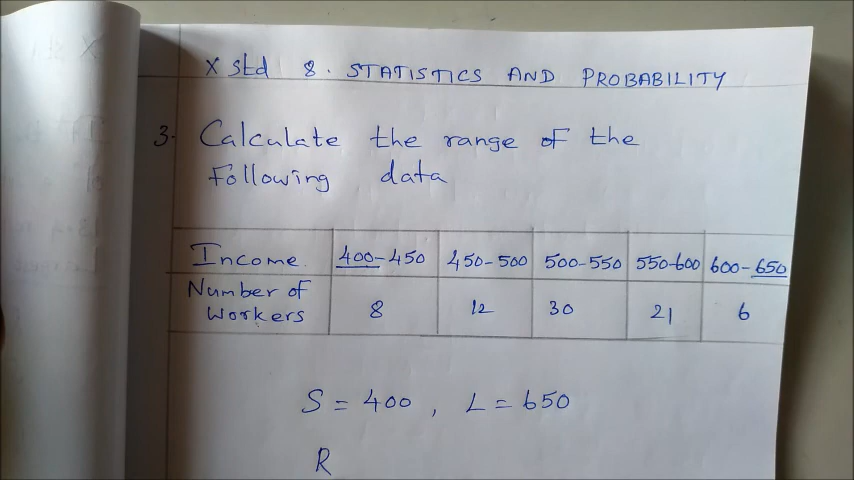 X std 8. STATISTICS AND PROBABILITY
3. Calculate the range of the
Following data
Income 400-450 450-500 500-550 550-600 600-650
Number of Workers 8 12 30 21 6
S = 400 , L = 650
R